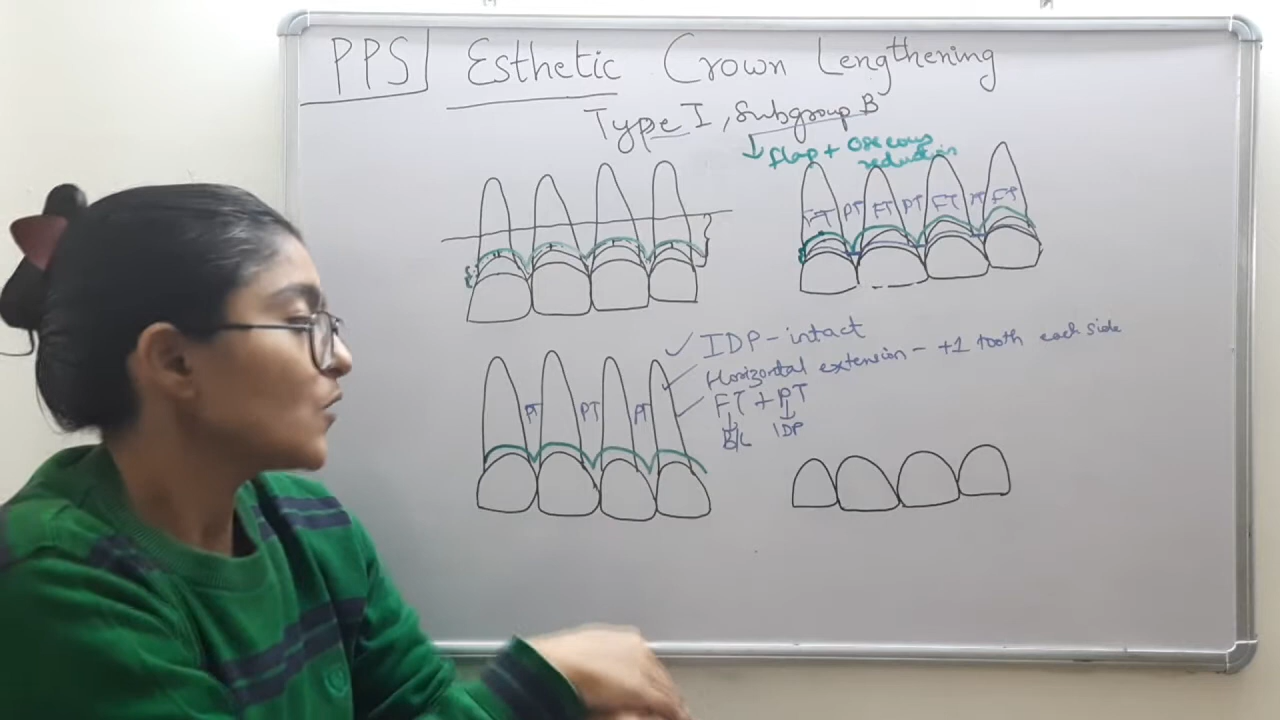 PPS| Esthetic Crown Lengthening
Type I, Subgroup B
flap + osseous
reduction
FT PT FT PT FT PT FT
IDP - intact
Horizontal extension - +1 tooth each side
FT + PT
B/L IDP
PT PT PT